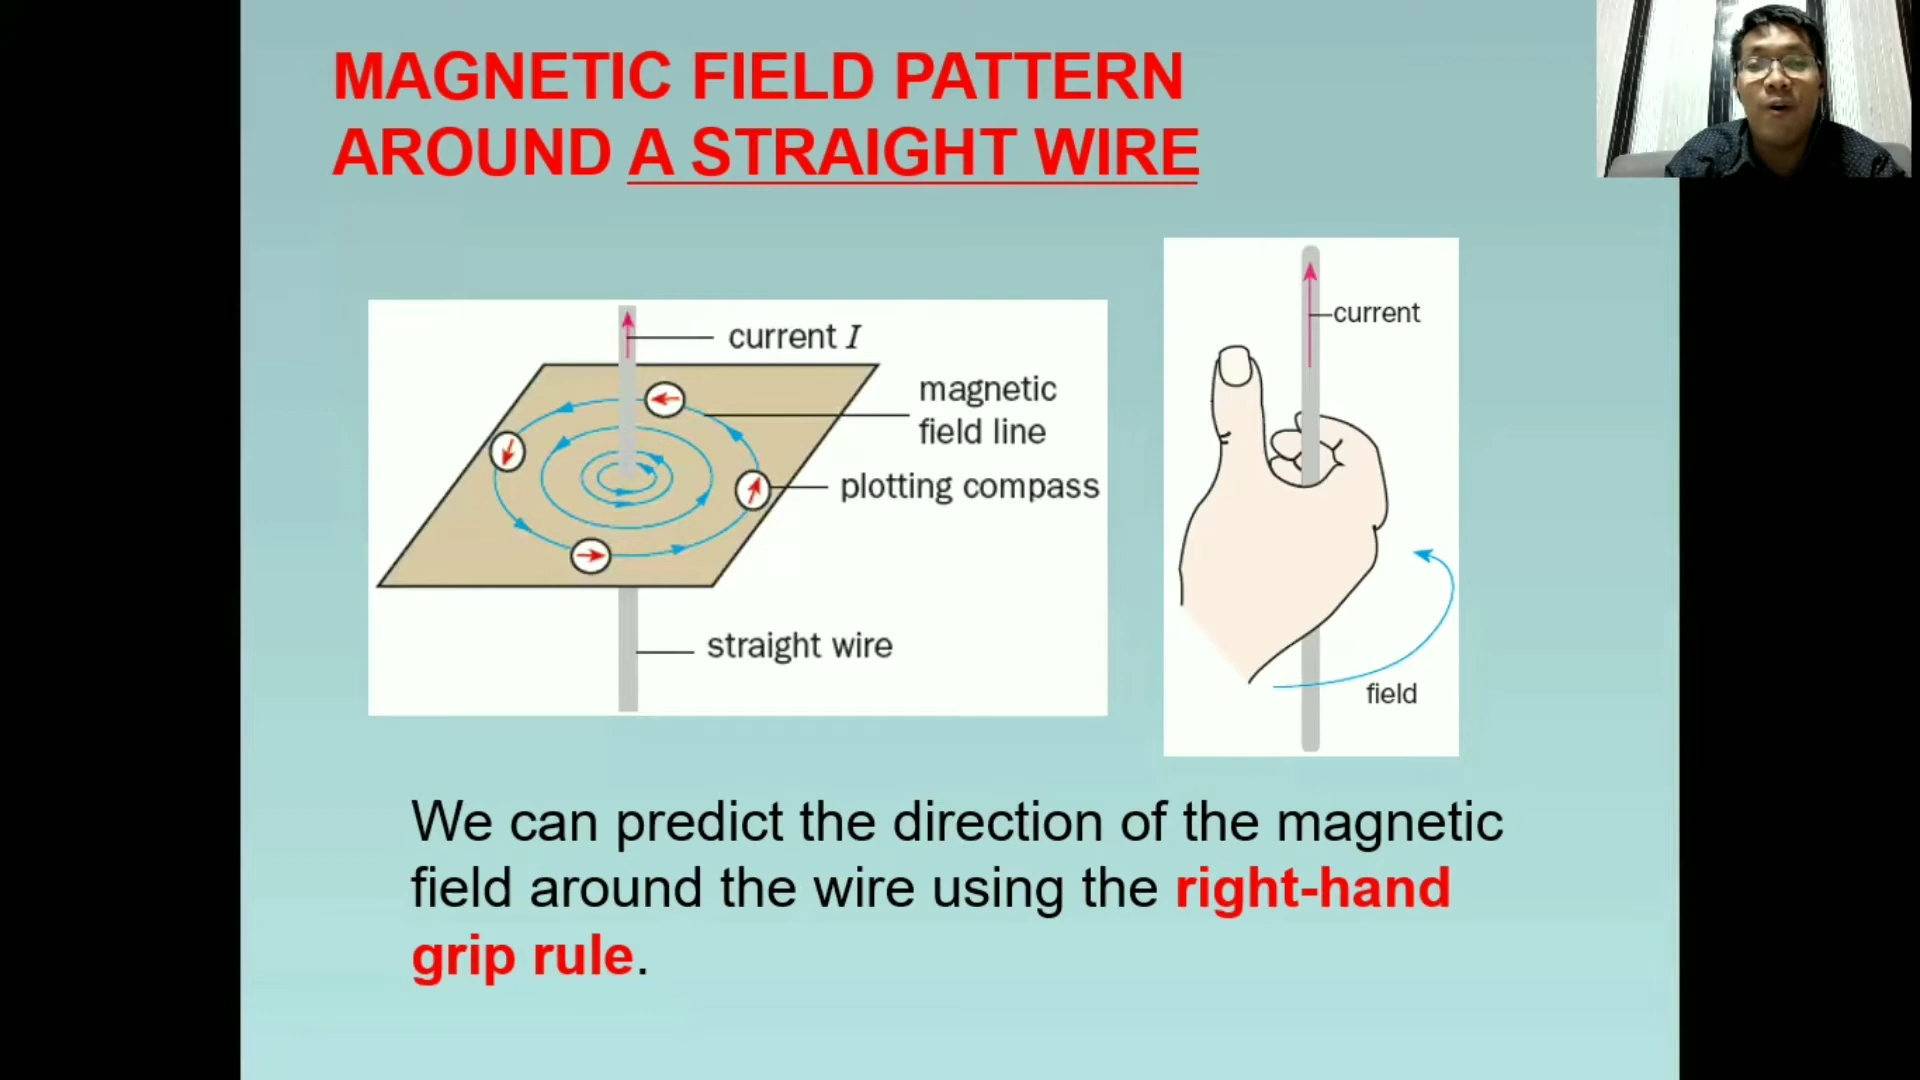 MAGNETIC FIELD PATTERN
AROUND A STRAIGHT WIRE
current I
magnetic
field line
plotting compass
straight wire
current
field
We can predict the direction of the magnetic
field around the wire using the right-hand
grip rule.